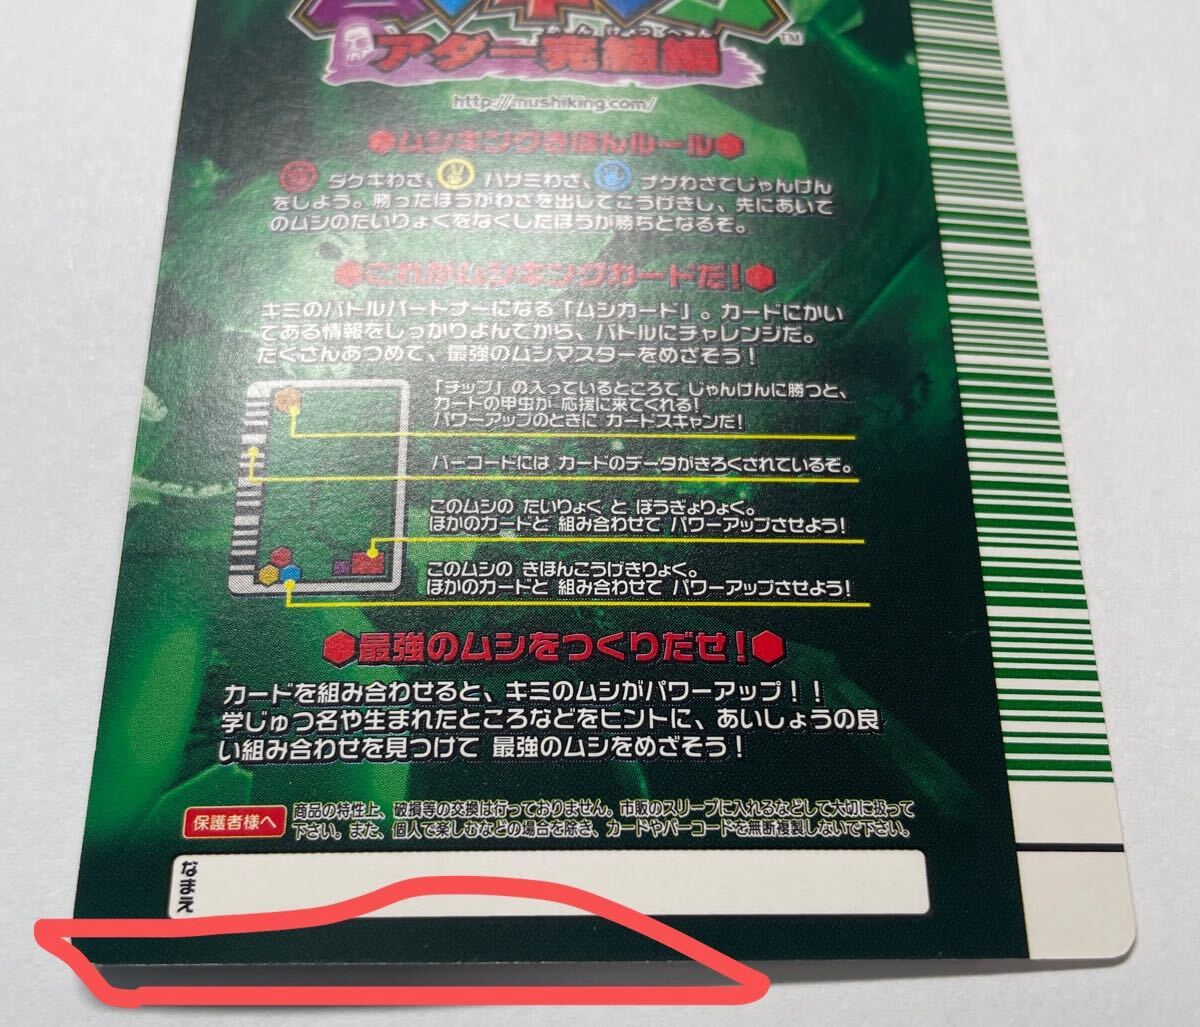 アダー完結編
かんけつへん
TM
http://mushiking.com/
ムシキングきほんルール
ダゲキわざ、 ハサミわざ、 ナゲわざでじゃんけん
をしよう。勝ったほうがわざを出してこうげきし、先にあいて
のムシのたいりょくをなくしたほうが勝ちとなるぞ。
これがムシキングカードだ!
キミのバトルパートナーになる「ムシカード」。カードにかい
てある情報をしっかりよんでから、バトルにチャレンジだ。
たくさんあつめて、最強のムシマスターをめざそう!
「チップ」の入っているところで じゃんけんに勝つと、
カードの甲虫が 応援に来てくれる!
パワーアップのときに カードスキャンだ!
バーコードには カードのデータがきろくされているぞ。
このムシの たいりょく と ぼうぎょりょく。
ほかのカードと 組み合わせて パワーアップさせよう!
このムシの きほんこうげきりょく。
ほかのカードと 組み合わせて パワーアップさせよう!
最強のムシをつくりだせ!
カードを組み合わせると、キミのムシがパワーアップ!!
学じゅつ名や生まれたところなどをヒントに、あいしょうの良
い組み合わせを見つけて 最強のムシをめざそう!
保護者様へ
商品の特性上、破損等の交換は行っておりません。市販のスリーブに入れるなどして大切に扱って
下さい。また、個人で楽しむなどの場合を除き、カードやバーコードを無断複製しないで下さい。
なまえ